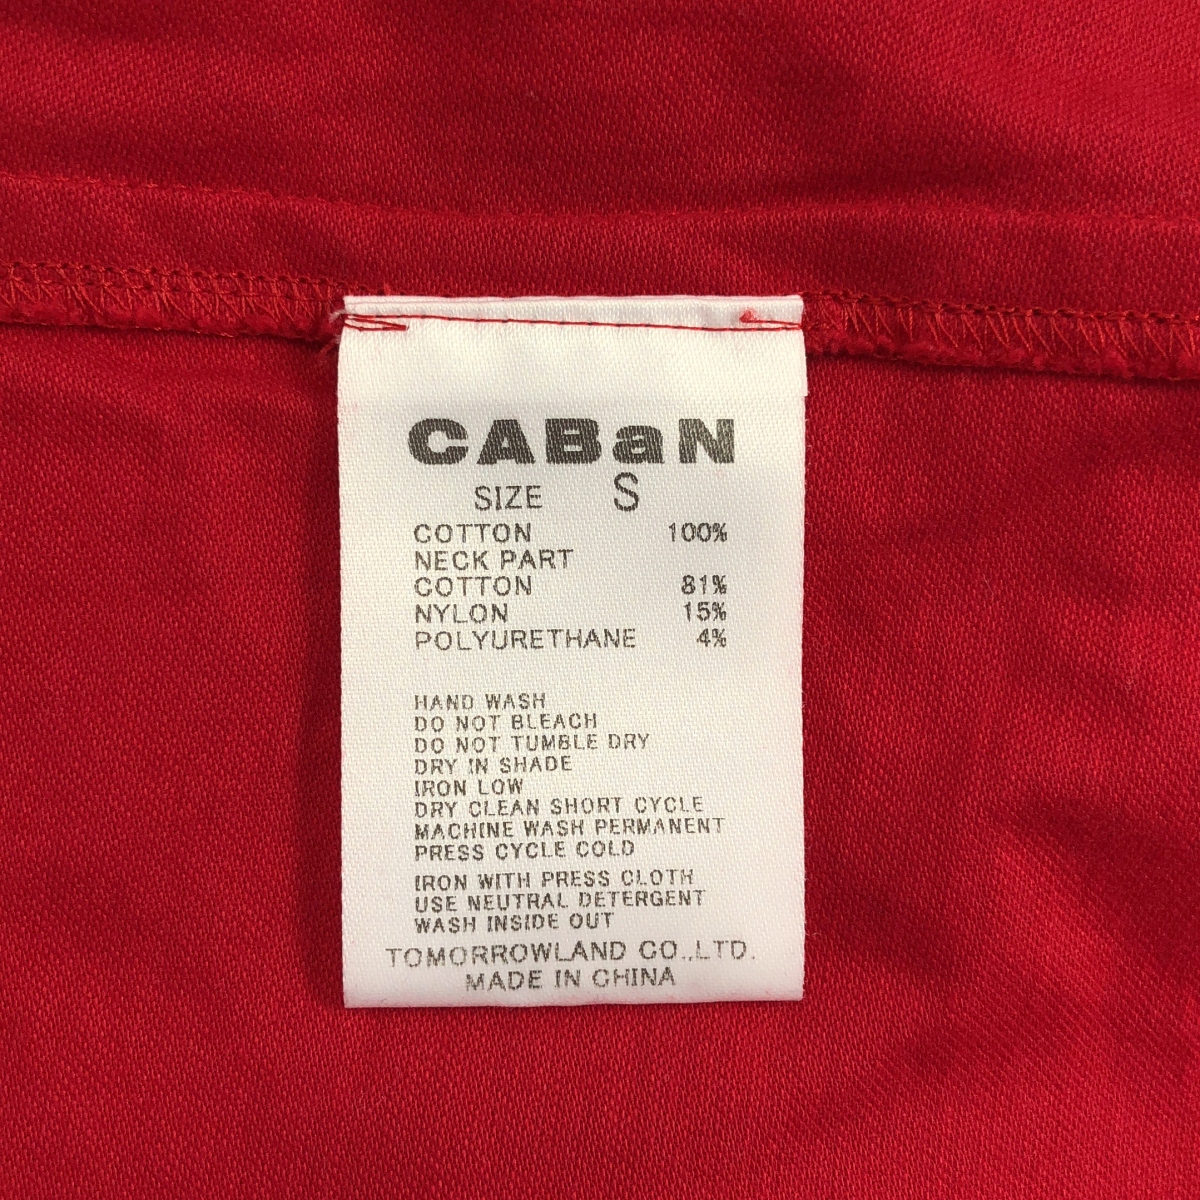 CABaN
SIZE S
COTTON 100%
NECK PART
COTTON 81%
NYLON 15%
POLYURETHANE 4%
HAND WASH
DO NOT BLEACH
DO NOT TUMBLE DRY
DRY IN SHADE
IRON LOW
DRY CLEAN SHORT CYCLE
MACHINE WASH PERMANENT
PRESS CYCLE COLD
IRON WITH PRESS CLOTH
USE NEUTRAL DETERGENT
WASH INSIDE OUT
TOMORROWLAND CO.,LTD.
MADE IN CHINA